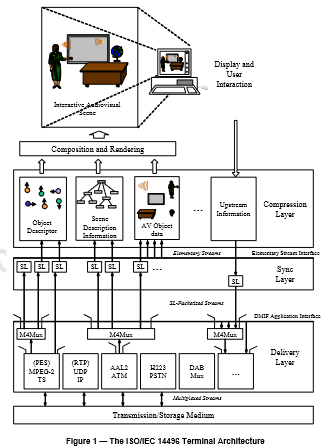 Display and
User
Interaction
Interactive Audiovisual
Scene
Composition and Rendering
Object
Descriptor
Scene
Description
Information
AV Object
data
...
Upstream
Information
Compression
Layer
Elementary Streams
Elementary Stream Interface
SL
SL
SL
SL
SL
...
SL
Sync
Layer
SL-Packetized Streams
DMIF Application Interface
M4Mux
M4Mux
M4Mux
(PES)
MPEG-2
TS
(RTP)
UDP
IP
AAL2
ATM
H223
PSTN
DAB
Mux
...
Delivery
Layer
Multiplexed Streams
Transmission/Storage Medium
Figure 1 — The ISO/IEC 14496 Terminal Architecture